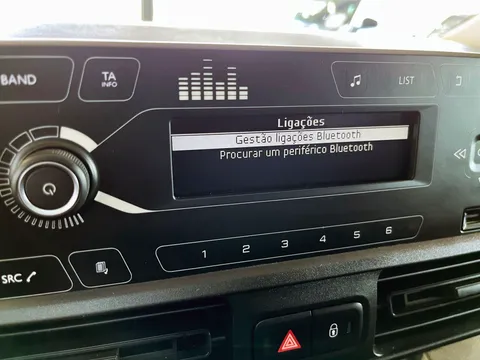 BAND
TA
INFO
LIST
Ligações
Gestão ligações Bluetooth
Procurar um periférico Bluetooth
1 2 3 4 5 6
SRC